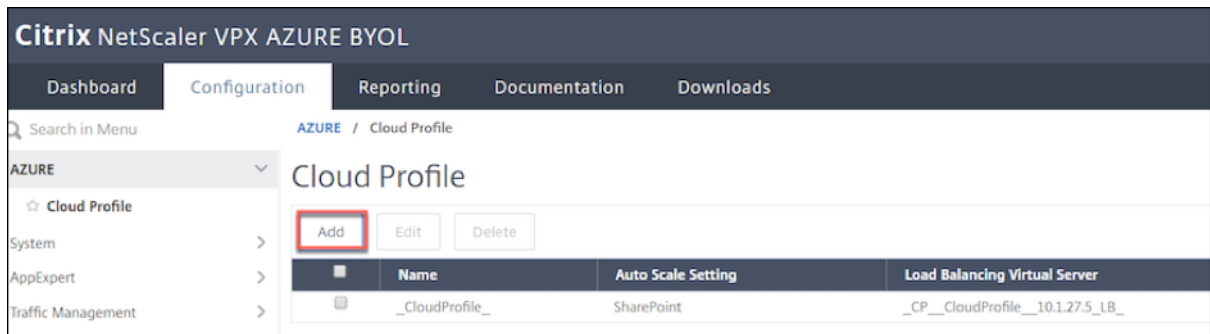 Citrix NetScaler VPX AZURE BYOL
Dashboard Configuration Reporting Documentation Downloads
Search in Menu
AZURE / Cloud Profile
AZURE
Cloud Profile
Cloud Profile
Add Edit Delete
System
Name Auto Scale Setting Load Balancing Virtual Server
AppExpert
_CloudProfile_ SharePoint _CP__CloudProfile__10.1.27.5_LB_
Traffic Management